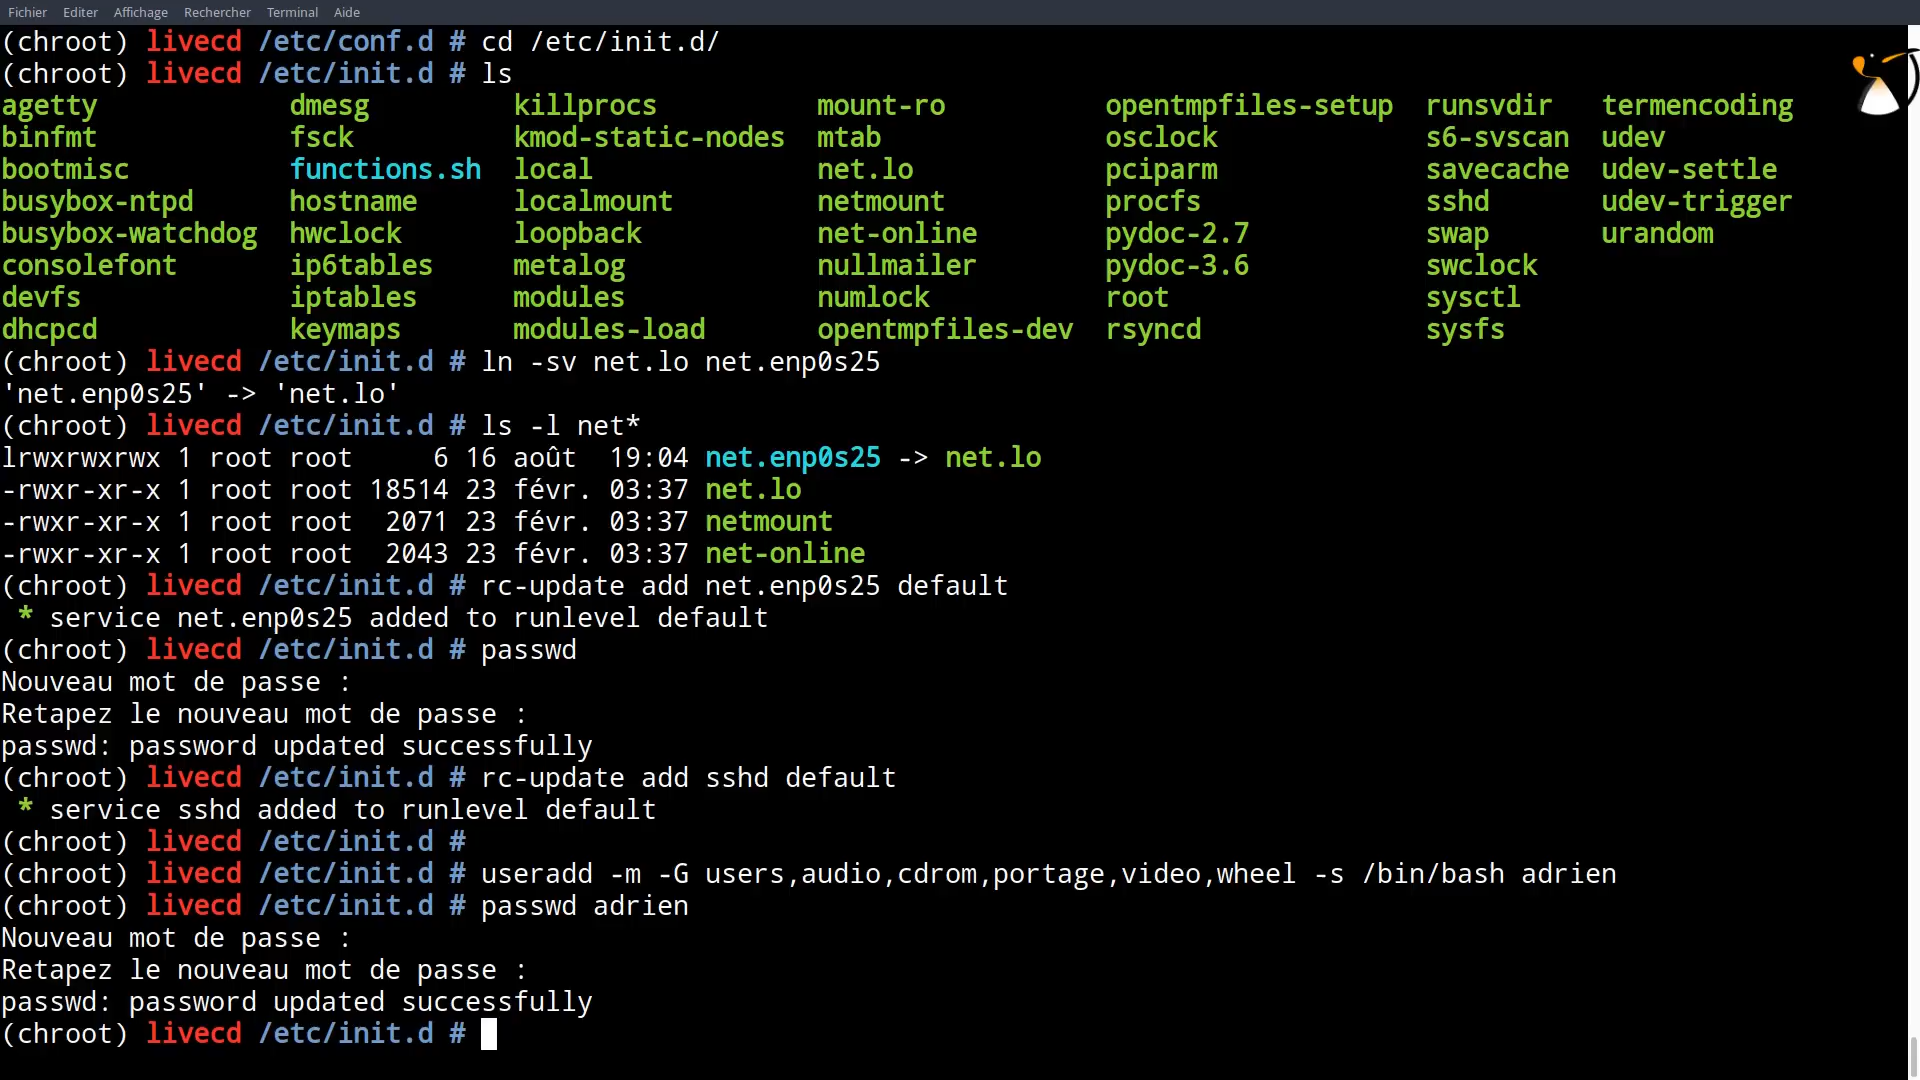 Fichier Editer Affichage Rechercher Terminal Aide
(chroot) livecd /etc/conf.d # cd /etc/init.d/
(chroot) livecd /etc/init.d # ls
agetty dmesg killprocs mount-ro opentmpfiles-setup runsvdir termencoding
binfmt fsck kmod-static-nodes mtab osclock s6-svscan udev
bootmisc functions.sh local net.lo pciparm savecache udev-settle
busybox-ntpd hostname localmount netmount procfs sshd udev-trigger
busybox-watchdog hwclock loopback net-online pydoc-2.7 swap urandom
consolefont ip6tables metalog nullmailer pydoc-3.6 swclock
devfs iptables modules numlock root sysctl
dhcpcd keymaps modules-load opentmpfiles-dev rsyncd sysfs
(chroot) livecd /etc/init.d # ln -sv net.lo net.enp0s25
'net.enp0s25' -> 'net.lo'
(chroot) livecd /etc/init.d # ls -l net*
lrwxrwxrwx 1 root root 6 16 août 19:04 net.enp0s25 -> net.lo
-rwxr-xr-x 1 root root 18514 23 févr. 03:37 net.lo
-rwxr-xr-x 1 root root 2071 23 févr. 03:37 netmount
-rwxr-xr-x 1 root root 2043 23 févr. 03:37 net-online
(chroot) livecd /etc/init.d # rc-update add net.enp0s25 default
* service net.enp0s25 added to runlevel default
(chroot) livecd /etc/init.d # passwd
Nouveau mot de passe :
Retapez le nouveau mot de passe :
passwd: password updated successfully
(chroot) livecd /etc/init.d # rc-update add sshd default
* service sshd added to runlevel default
(chroot) livecd /etc/init.d #
(chroot) livecd /etc/init.d # useradd -m -G users,audio,cdrom,portage,video,wheel -s /bin/bash adrien
(chroot) livecd /etc/init.d # passwd adrien
Nouveau mot de passe :
Retapez le nouveau mot de passe :
passwd: password updated successfully
(chroot) livecd /etc/init.d #